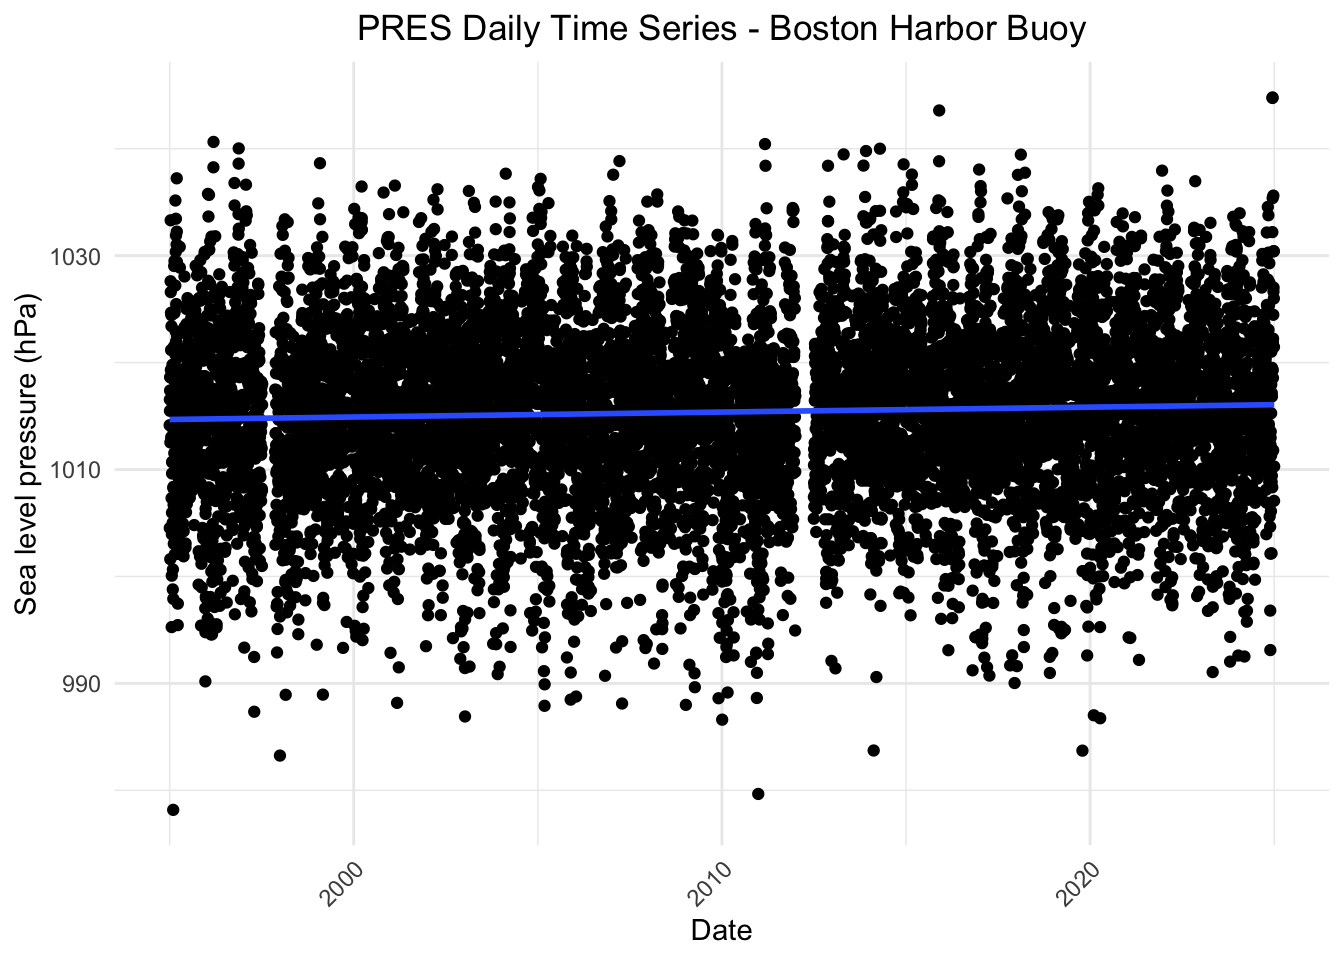 PRES Daily Time Series - Boston Harbor Buoy
Sea level pressure (hPa)
1030
1010
990
2000
2010
2020
Date